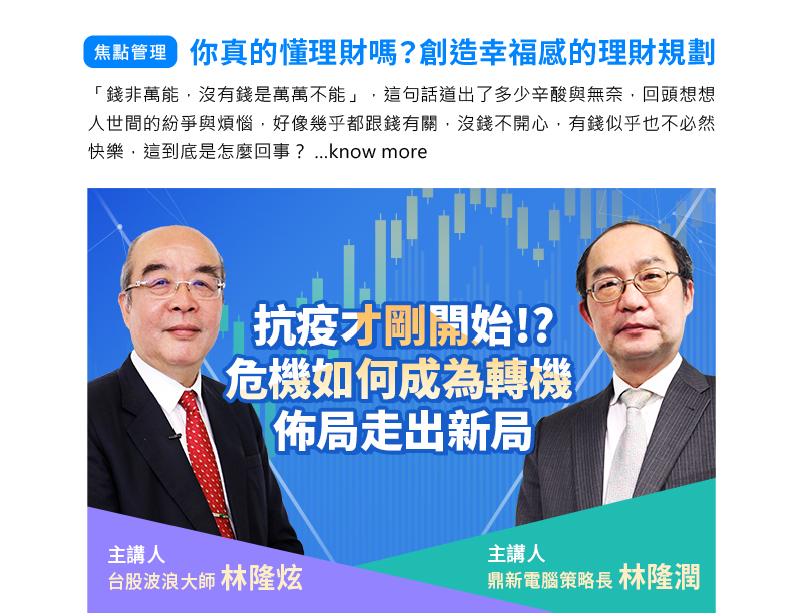 焦點管理 你真的懂理財嗎?創造幸福感的理財規劃
「錢非萬能，沒有錢是萬萬不能」，這句話道出了多少辛酸與無奈，回頭想想
人世間的紛爭與煩惱，好像幾乎都跟錢有關，沒錢不開心，有錢似乎也不必然
快樂，這到底是怎麼回事？ ...know more
抗疫才剛開始!?
危機如何成為轉機
佈局走出新局
主講人
台股波浪大師 林隆炫
主講人
鼎新電腦策略長 林隆潤